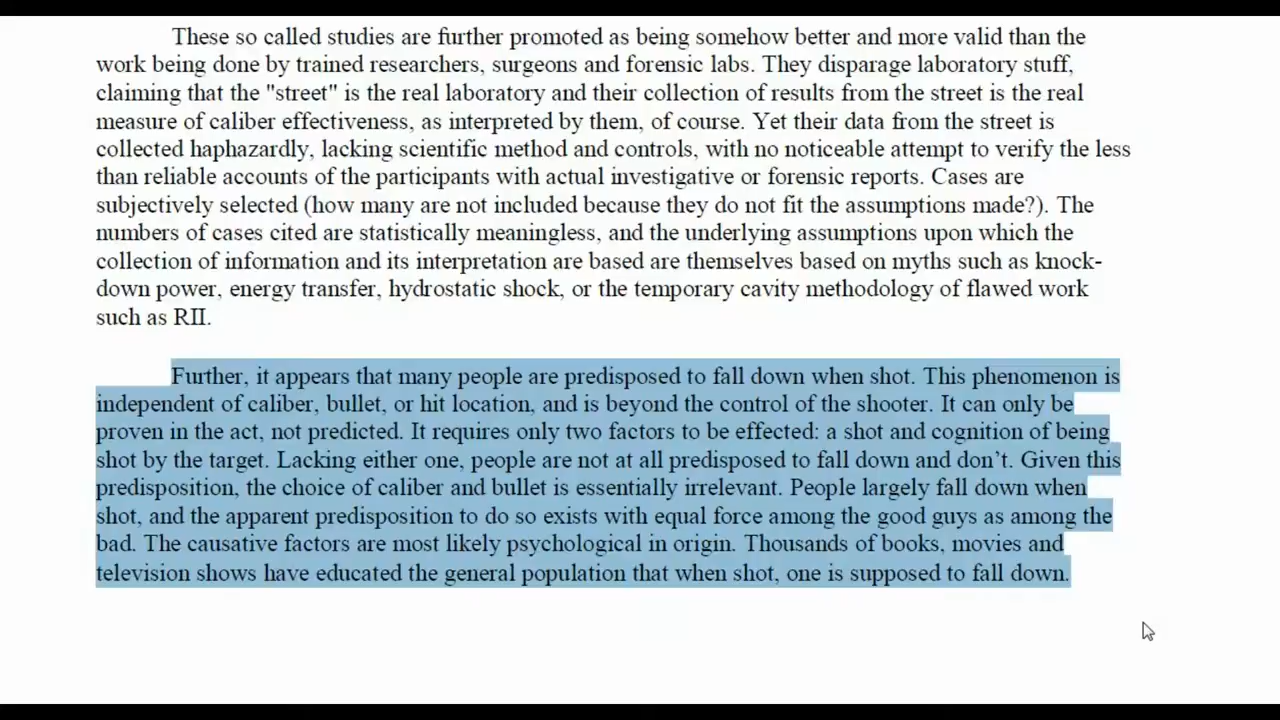 These so called studies are further promoted as being somehow better and more valid than the
work being done by trained researchers, surgeons and forensic labs. They disparage laboratory stuff,
claiming that the "street" is the real laboratory and their collection of results from the street is the real
measure of caliber effectiveness, as interpreted by them, of course. Yet their data from the street is
collected haphazardly, lacking scientific method and controls, with no noticeable attempt to verify the less
than reliable accounts of the participants with actual investigative or forensic reports. Cases are
subjectively selected (how many are not included because they do not fit the assumptions made?). The
numbers of cases cited are statistically meaningless, and the underlying assumptions upon which the
collection of information and its interpretation are based are themselves based on myths such as knock-
down power, energy transfer, hydrostatic shock, or the temporary cavity methodology of flawed work
such as RII.
Further, it appears that many people are predisposed to fall down when shot. This phenomenon is
independent of caliber, bullet, or hit location, and is beyond the control of the shooter. It can only be
proven in the act, not predicted. It requires only two factors to be effected: a shot and cognition of being
shot by the target. Lacking either one, people are not at all predisposed to fall down and don’t. Given this
predisposition, the choice of caliber and bullet is essentially irrelevant. People largely fall down when
shot, and the apparent predisposition to do so exists with equal force among the good guys as among the
bad. The causative factors are most likely psychological in origin. Thousands of books, movies and
television shows have educated the general population that when shot, one is supposed to fall down.